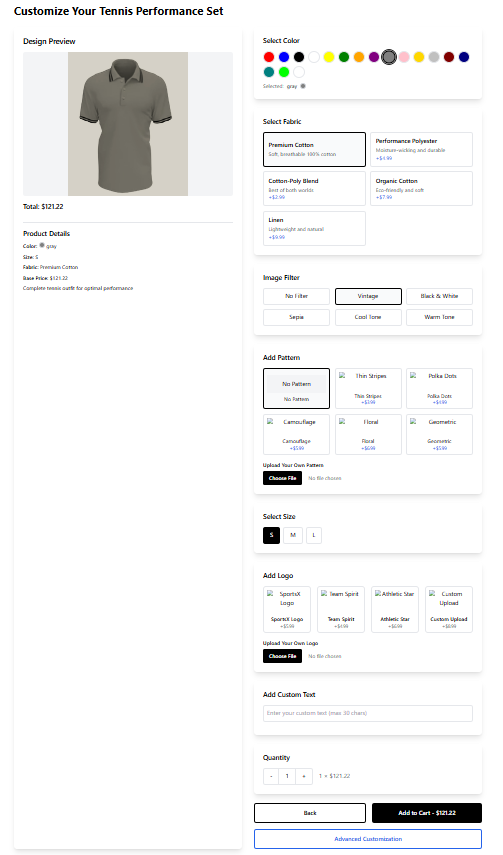 Customize Your Tennis Performance Set
Design Preview
Total: $121.22
Product Details
Color: gray
Size: S
Fabric: Premium Cotton
Base Price: $121.22
Complete tennis outfit for optimal performance
Select Color
Selected: gray
Select Fabric
Premium Cotton
Soft, breathable 100% cotton
Performance Polyester
Moisture-wicking and durable
+$4.99
Cotton-Poly Blend
Best of both worlds
+$2.99
Organic Cotton
Eco-friendly and soft
+$7.99
Linen
Lightweight and natural
+$9.99
Image Filter
No Filter
Vintage
Black & White
Sepia
Cool Tone
Warm Tone
Add Pattern
No Pattern
No Pattern
Thin Stripes
Thin Stripes
+$3.99
Polka Dots
Polka Dots
+$4.99
Camouflage
Camouflage
+$5.99
Floral
Floral
+$6.99
Geometric
Geometric
+$5.99
Upload Your Own Pattern
Choose File No file chosen
Select Size
S M L
Add Logo
SportsX
Logo
SportsX Logo
+$5.99
Team Spirit
Team Spirit
+$4.99
Athletic Star
Athletic Star
+$6.99
Custom
Upload
Custom Upload
+$8.99
Upload Your Own Logo
Choose File No file chosen
Add Custom Text
Enter your custom text (max 30 chars)
Quantity
- 1 + 1 × $121.22
Back
Add to Cart - $121.22
Advanced Customization